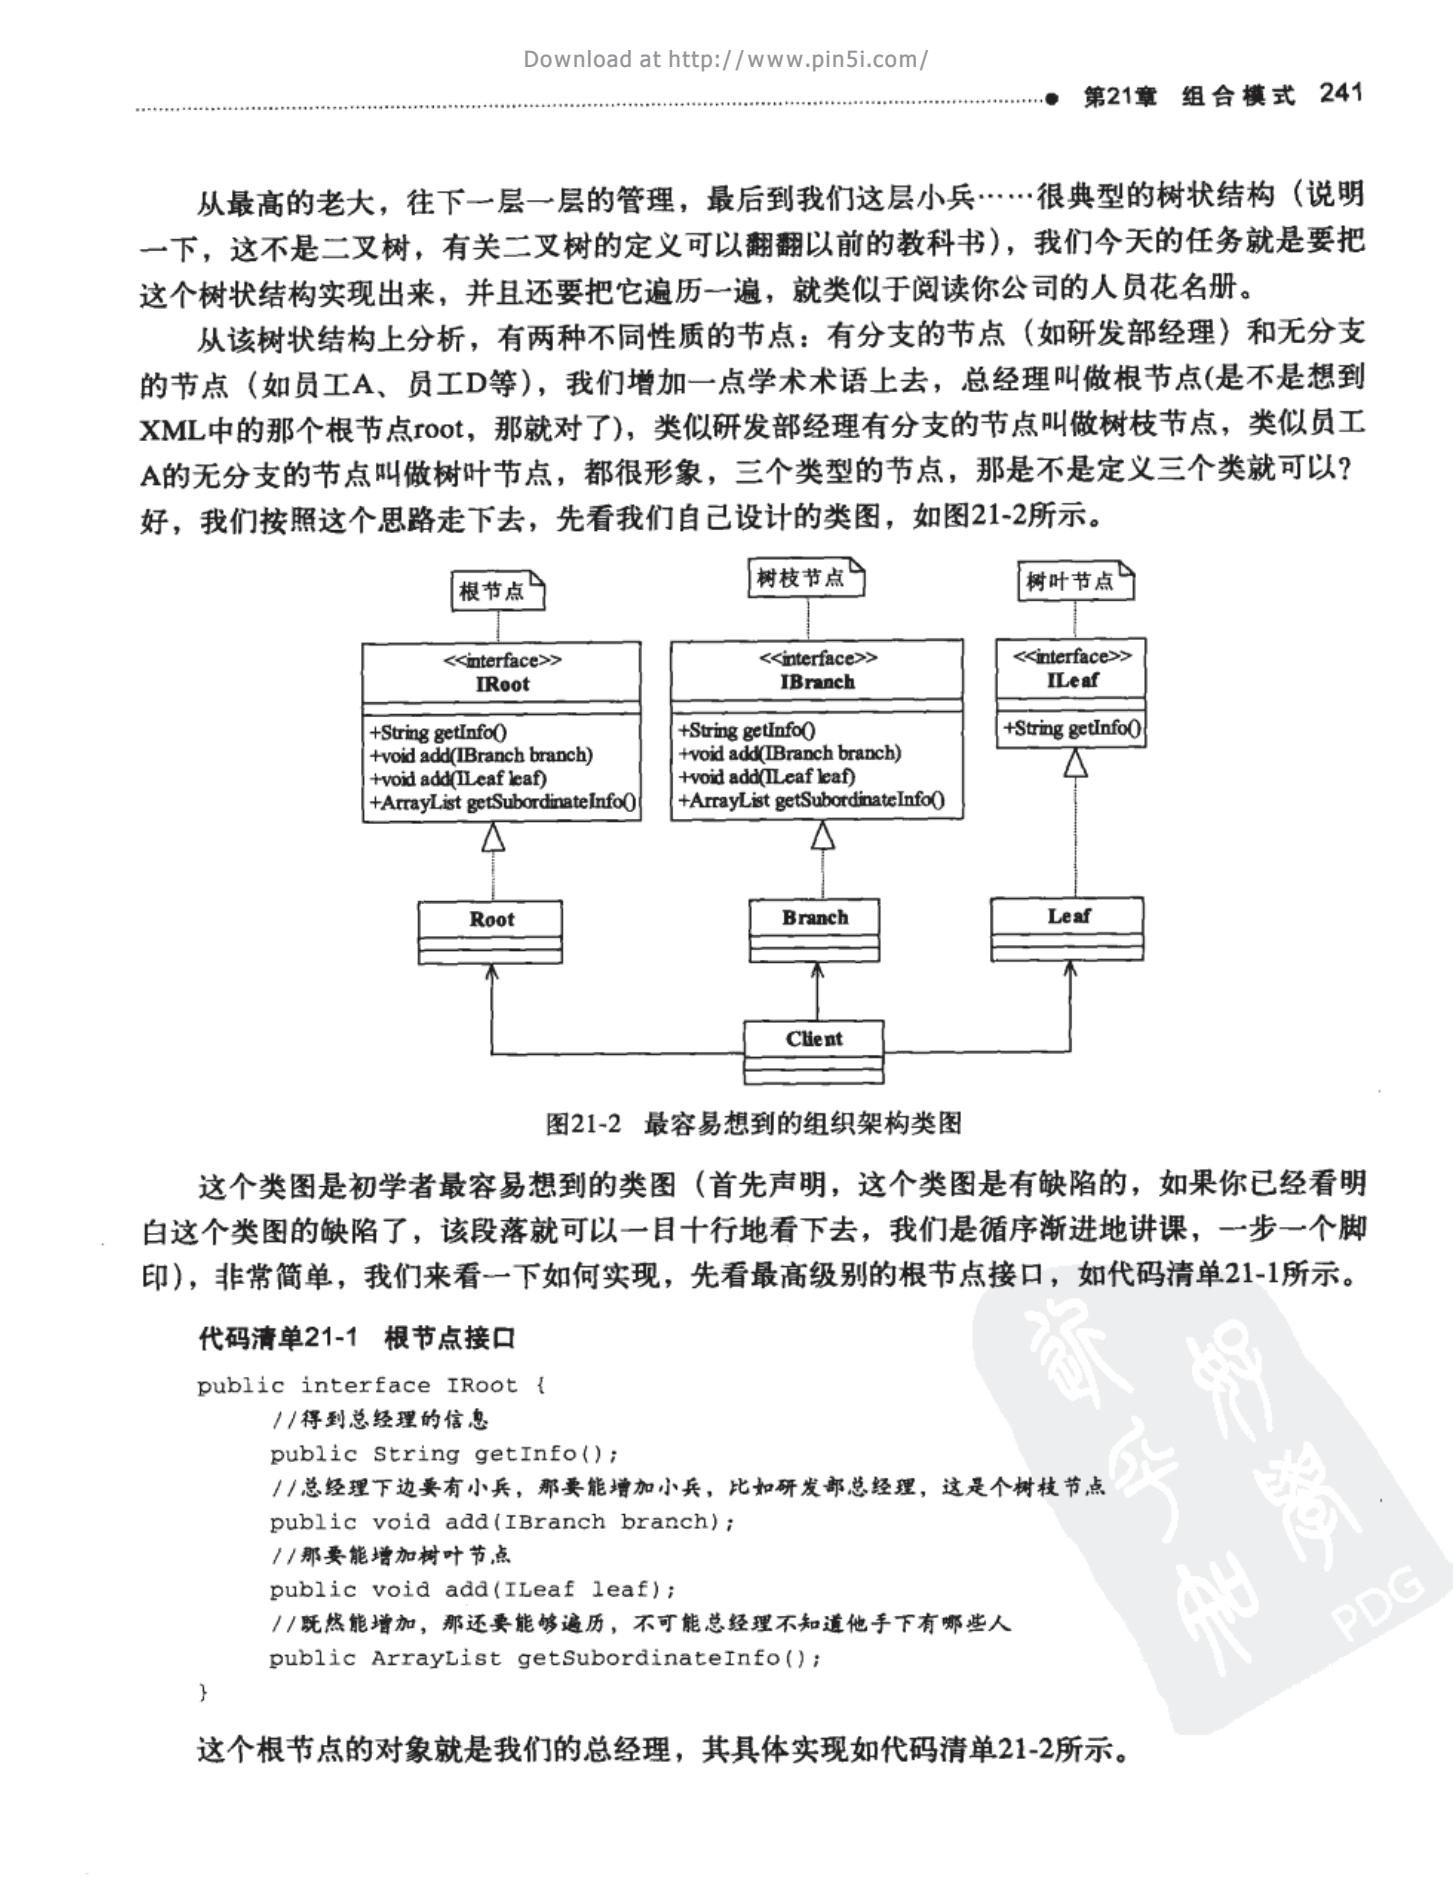 Download at http://www.pin5i.com/
第21章 组合模式 241
从最高的老大，往下一层一层的管理，最后到我们这层小兵……很典型的树状结构（说明
一下，这不是二叉树，有关二叉树的定义可以翻翻以前的教科书），我们今天的任务就是要把
这个树状结构实现出来，并且还要把它遍历一遍，就类似于阅读你公司的人员花名册。
从该树状结构上分析，有两种不同性质的节点：有分支的节点（如研发部经理）和无分支
的节点（如员工A、员工D等），我们增加一点学术术语上去，总经理叫做根节点(是不是想到
XML中的那个根节点root，那就对了)，类似研发部经理有分支的节点叫做树枝节点，类似员工
A的无分支的节点叫做树叶节点，都很形象，三个类型的节点，那是不是定义三个类就可以？
好，我们按照这个思路走下去，先看我们自己设计的类图，如图21-2所示。
根节点
树枝节点
树叶节点
<<interface>>
IRoot
+String getInfo()
+void add(IBranch branch)
+void add(ILeaf leaf)
+ArrayList getSubordinateInfo()
<<interface>>
IBranch
+String getInfo()
+void add(IBranch branch)
+void add(ILeaf leaf)
+ArrayList getSubordinateInfo()
<<interface>>
ILeaf
+String getInfo()
Root
Branch
Leaf
Client
图21-2 最容易想到的组织架构类图
这个类图是初学者最容易想到的类图（首先声明，这个类图是有缺陷的，如果你已经看明
白这个类图的缺陷了，该段落就可以一目十行地看下去，我们是循序渐进地讲课，一步一个脚
印），非常简单，我们来看一下如何实现，先看最高级别的根节点接口，如代码清单21-1所示。
代码清单21-1 根节点接口
public interface IRoot {
//得到总经理的信息
public String getInfo();
//总经理下边要有小兵，那要能增加小兵，比如研发部总经理，这是个树枝节点
public void add(IBranch branch);
//那要能增加树叶节点
public void add(ILeaf leaf);
//既然能增加，那还要能够遍历，不可能总经理不知道他手下有哪些人
public ArrayList getSubordinateInfo();
}
PDG
这个根节点的对象就是我们的总经理，其具体实现如代码清单21-2所示。